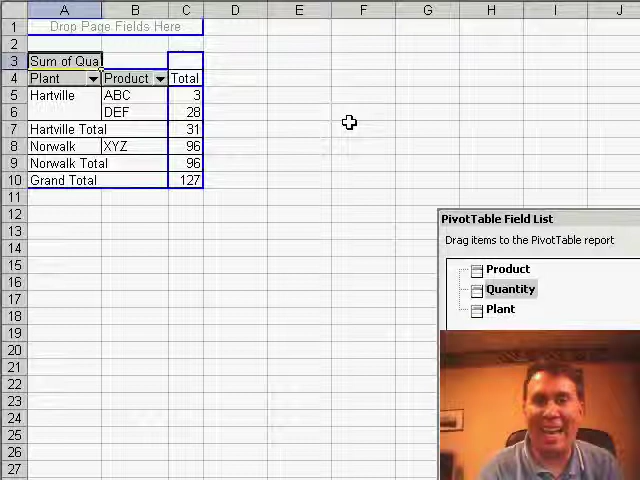 A B C D E F G H I J
1 Drop Page Fields Here
2
3 Sum of Qua
4 Plant Product Total
5 Hartville ABC 3
6 DEF 28
7 Hartville Total 31
8 Norwalk XYZ 96
9 Norwalk Total 96
10 Grand Total 127
11
12
13
14
15
16
17
18
19
20
21
22
23
24
25
26
27
PivotTable Field List
Drag items to the PivotTable report
Product
Quantity
Plant